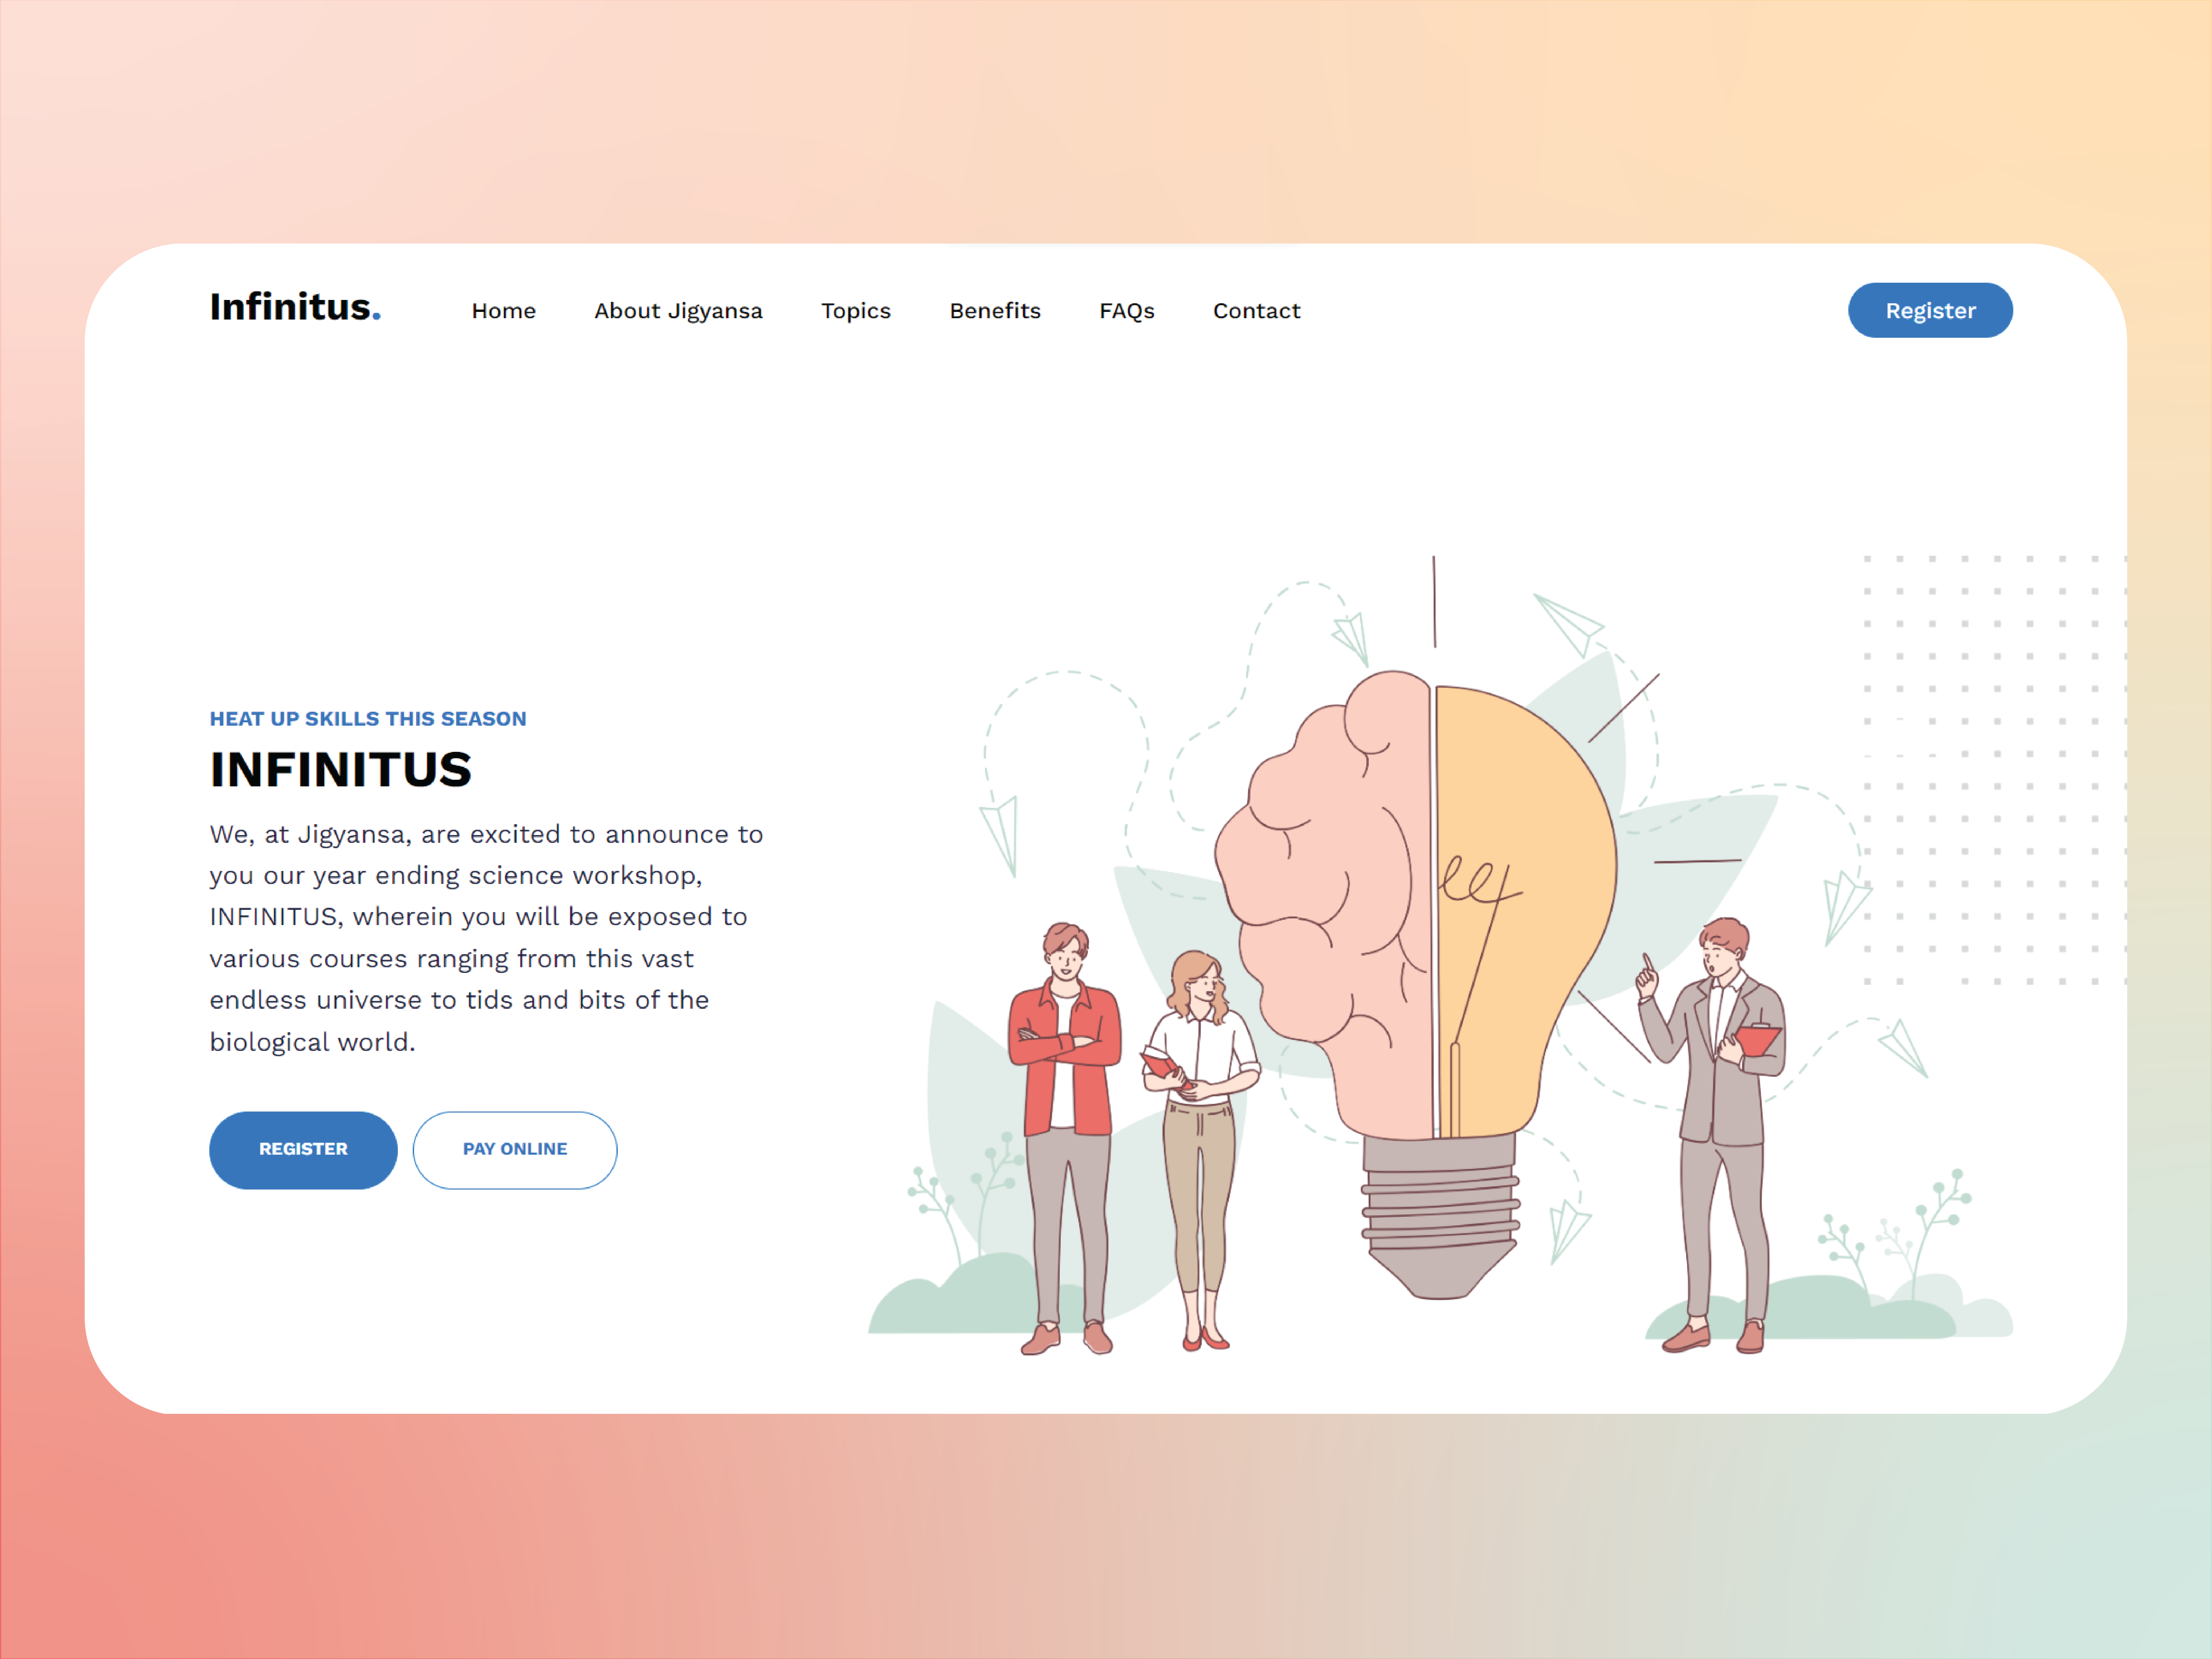 Infinitus.
Home About Jigyansa Topics Benefits FAQs Contact Register
HEAT UP SKILLS THIS SEASON
INFINITUS
We, at Jigyansa, are excited to announce to
you our year ending science workshop,
INFINITUS, wherein you will be exposed to
various courses ranging from this vast
endless universe to tids and bits of the
biological world.
REGISTER PAY ONLINE